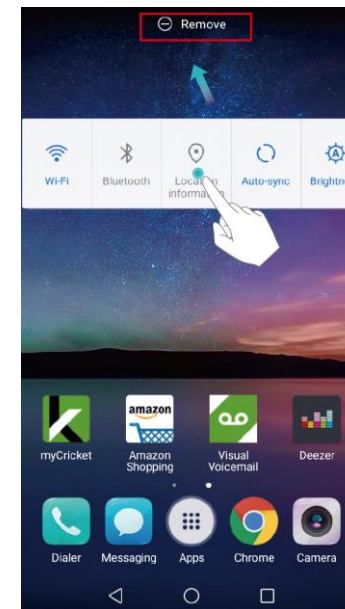 Remove
Wi-Fi Bluetooth Location Auto-sync Brightn
information
amazon
myCricket Amazon Visual Deezer
Shopping Voicemail
Dialer Messaging Apps Chrome Camera